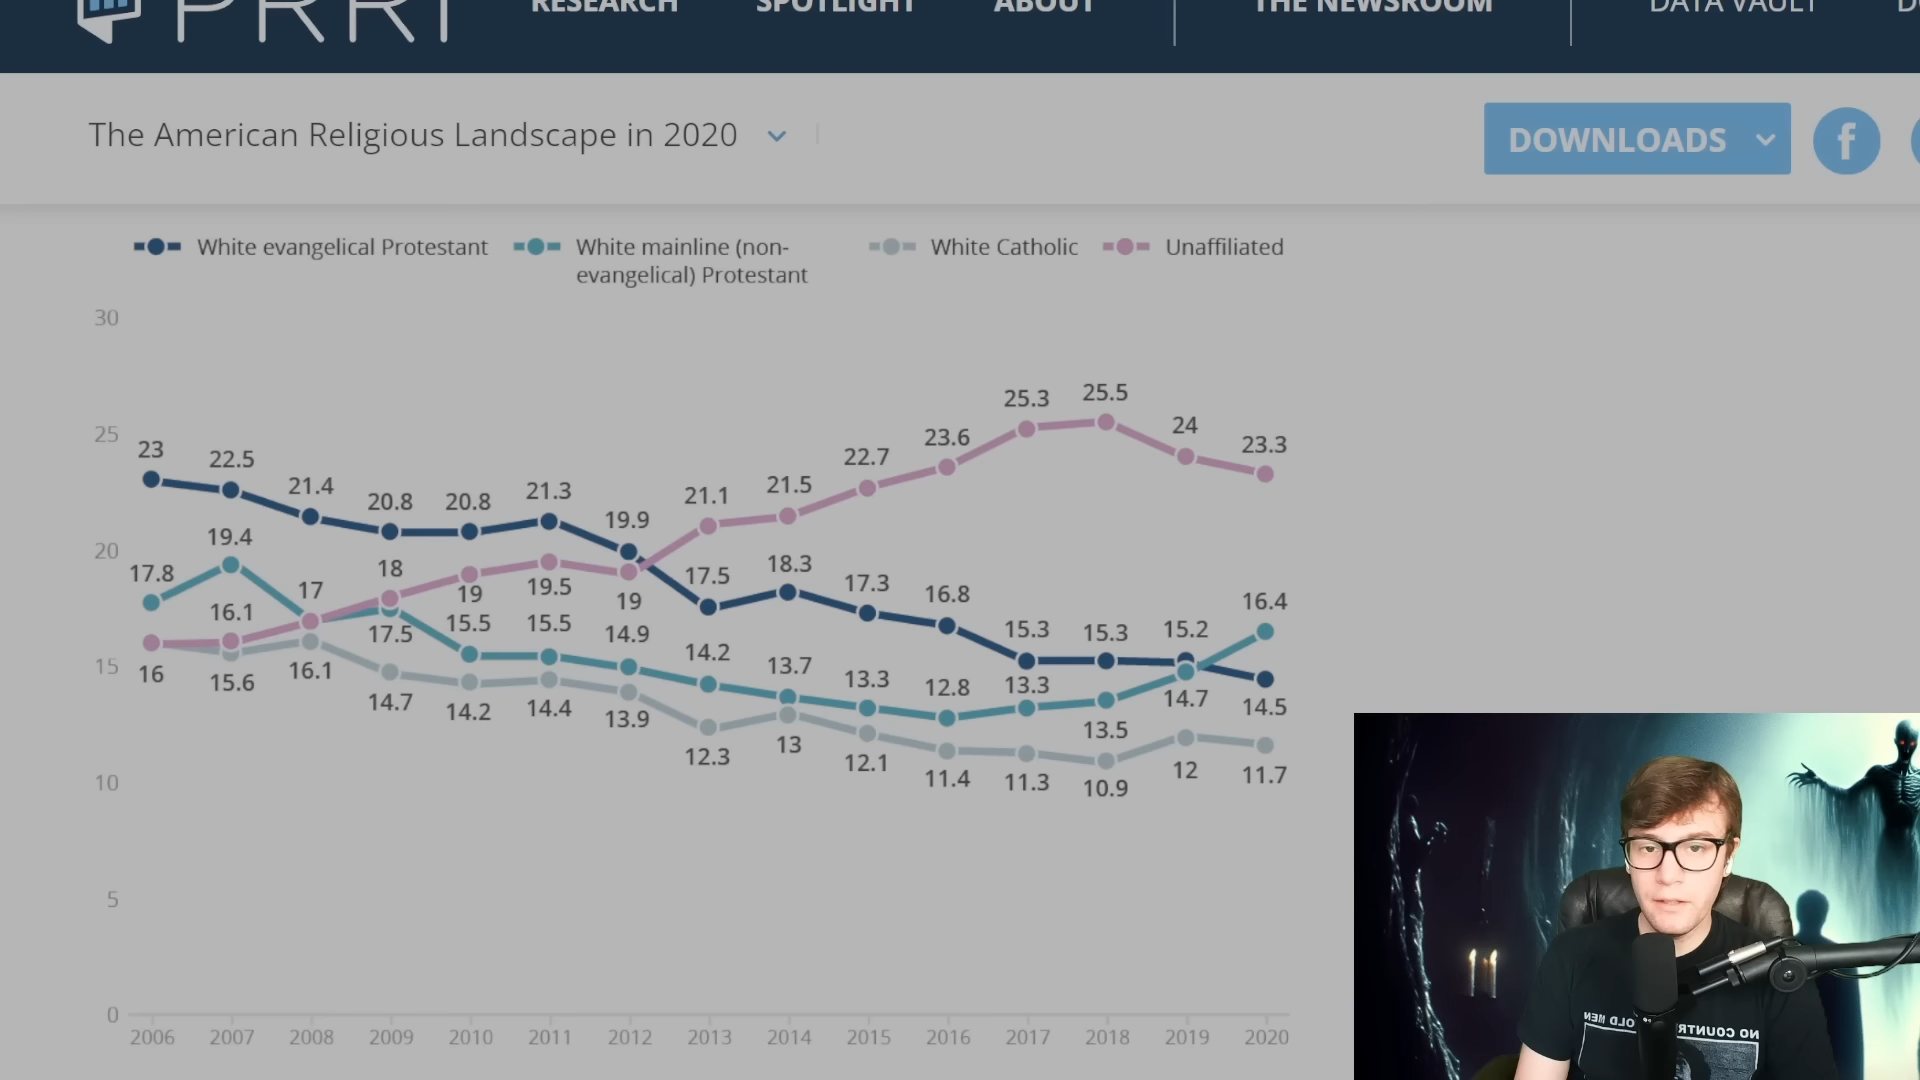 PRRI
RESEARCH SPOTLIGHT ABOUT THE NEWSROOM DATA VAULT
The American Religious Landscape in 2020
DOWNLOADS
f
White evangelical Protestant White mainline (non-
evangelical) Protestant White Catholic Unaffiliated
30
25
20
15
10
5
0
23 22.5 21.4 20.8 20.8 21.3 19.9 17.5 18.3 17.3 16.8 15.3 15.3 15.2 14.5
17.8 19.4 17 17.5 15.5 15.5 14.9 14.2 13.7 13.3 12.8 13.3 13.5 14.7 16.4
16 15.6 16.1 14.7 14.2 14.4 13.9 12.3 13 12.1 11.4 11.3 10.9 12 11.7
16.1 18 19 19.5 19 21.1 21.5 22.7 23.6 25.3 25.5 24 23.3
2006 2007 2008 2009 2010 2011 2012 2013 2014 2015 2016 2017 2018 2019 2020
NO COUNTR OLD MEN